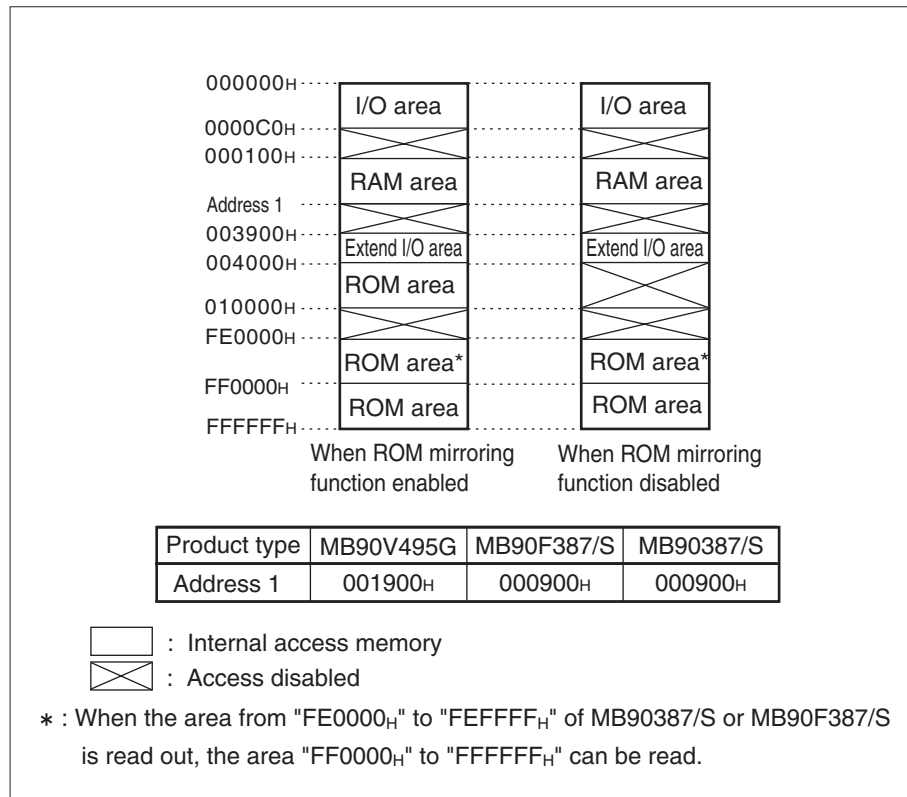 000000H
I/O area
I/O area
0000C0H
000100H
RAM area
RAM area
Address 1
003900H
Extend I/O area
Extend I/O area
004000H
ROM area
010000H
FE0000H
ROM area*
ROM area*
FF0000H
ROM area
ROM area
FFFFFFH
When ROM mirroring
function enabled
When ROM mirroring
function disabled
Product type MB90V495G MB90F387/S MB90387/S
Address 1 001900H 000900H 000900H
: Internal access memory
: Access disabled
* : When the area from "FE0000H" to "FEFFFFH" of MB90387/S or MB90F387/S
is read out, the area "FF0000H" to "FFFFFFH" can be read.